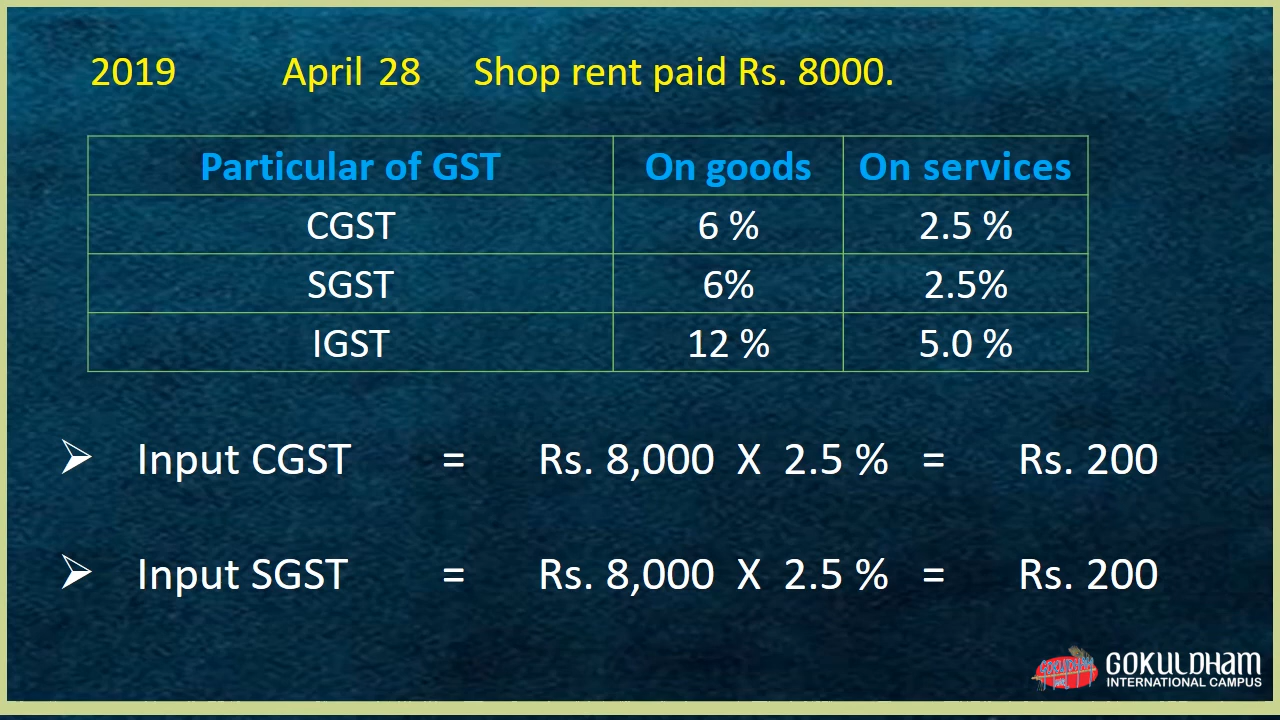 2019 April 28 Shop rent paid Rs. 8000.
Particular of GST On goods On services
CGST 6 % 2.5 %
SGST 6% 2.5%
IGST 12 % 5.0 %
➢ Input CGST = Rs. 8,000 X 2.5 % = Rs. 200
➢ Input SGST = Rs. 8,000 X 2.5 % = Rs. 200
GOKULDHAM
INTERNATIONAL CAMPUS